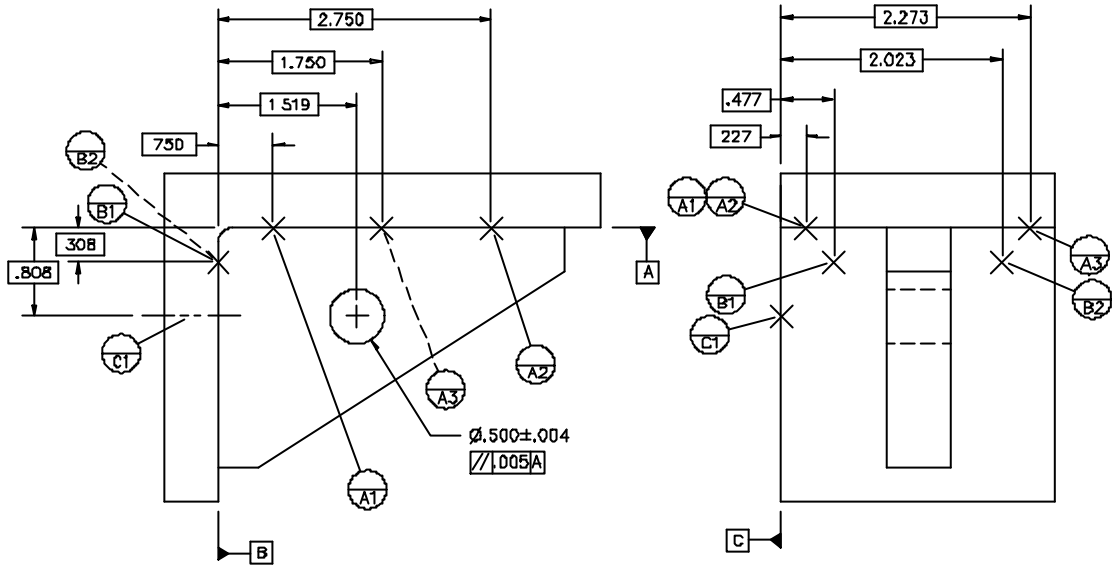 2.750
1.750
1 519
750
B2
B1
308
.808
C1
A3
A2
A1
Ø.500±.004
// .005 A
A
B
2.273
2.023
.477
227
A1 A2
B1
C1
A3
B2
C